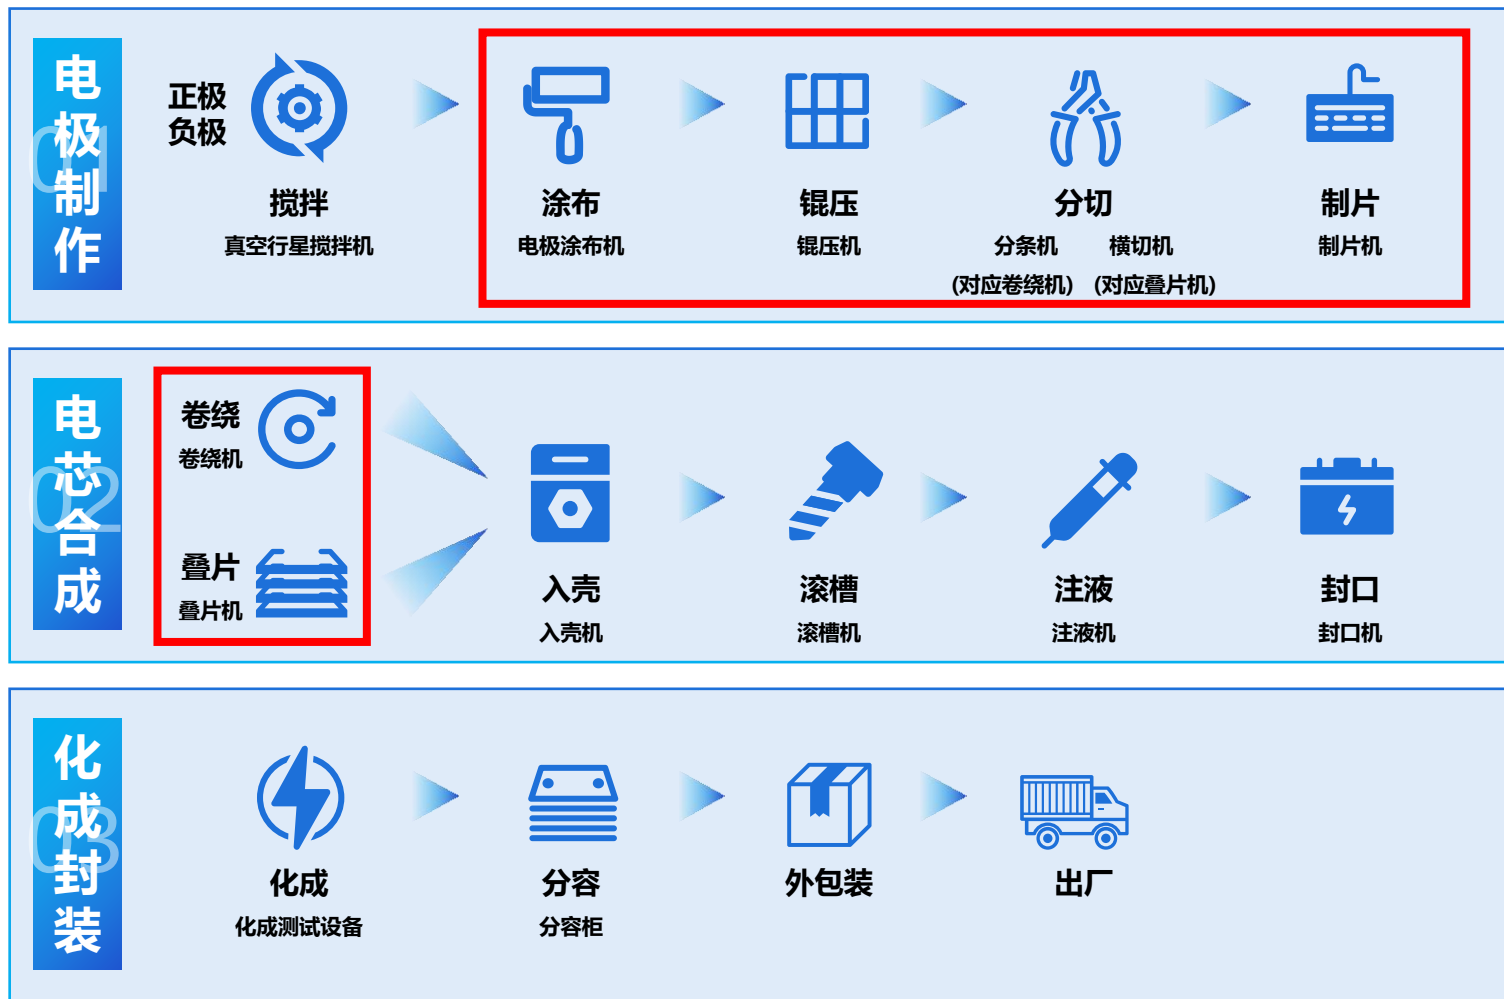 01
电极制作
正极
负极
搅拌
真空行星搅拌机
涂布
电极涂布机
锟压
锟压机
分切
分条机 横切机
(对应卷绕机) (对应叠片机)
制片
制片机
02
电芯合成
卷绕
卷绕机
叠片
叠片机
入壳
入壳机
滚槽
滚槽机
注液
注液机
封口
封口机
03
化成封装
化成
化成测试设备
分容
分容柜
外包装
出厂